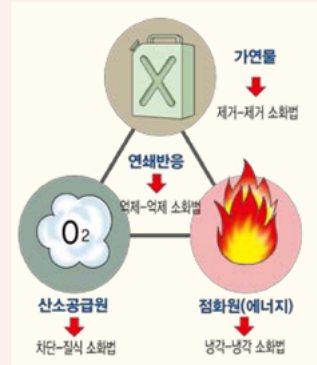 가연물
제거-제거 소화법
연쇄반응
억제-억제 소화법
O2
산소공급원
차단-질식 소화법
점화원(에너지)
냉각-냉각 소화법